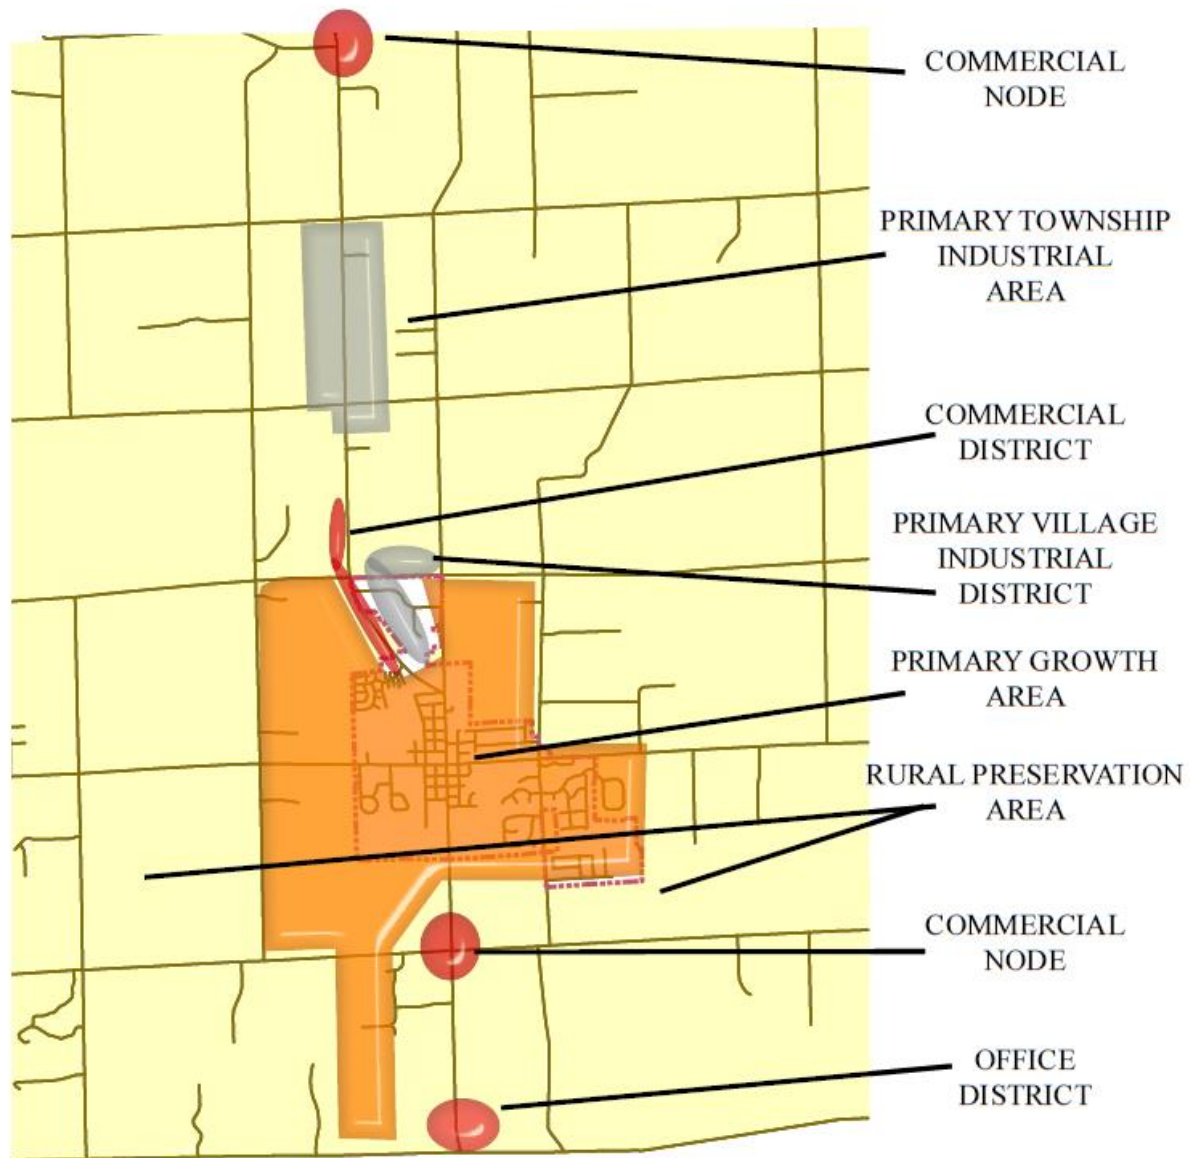 COMMERCIAL
NODE
PRIMARY TOWNSHIP
INDUSTRIAL
AREA
COMMERCIAL
DISTRICT
PRIMARY VILLAGE
INDUSTRIAL
DISTRICT
PRIMARY GROWTH
AREA
RURAL PRESERVATION
AREA
COMMERCIAL
NODE
OFFICE
DISTRICT